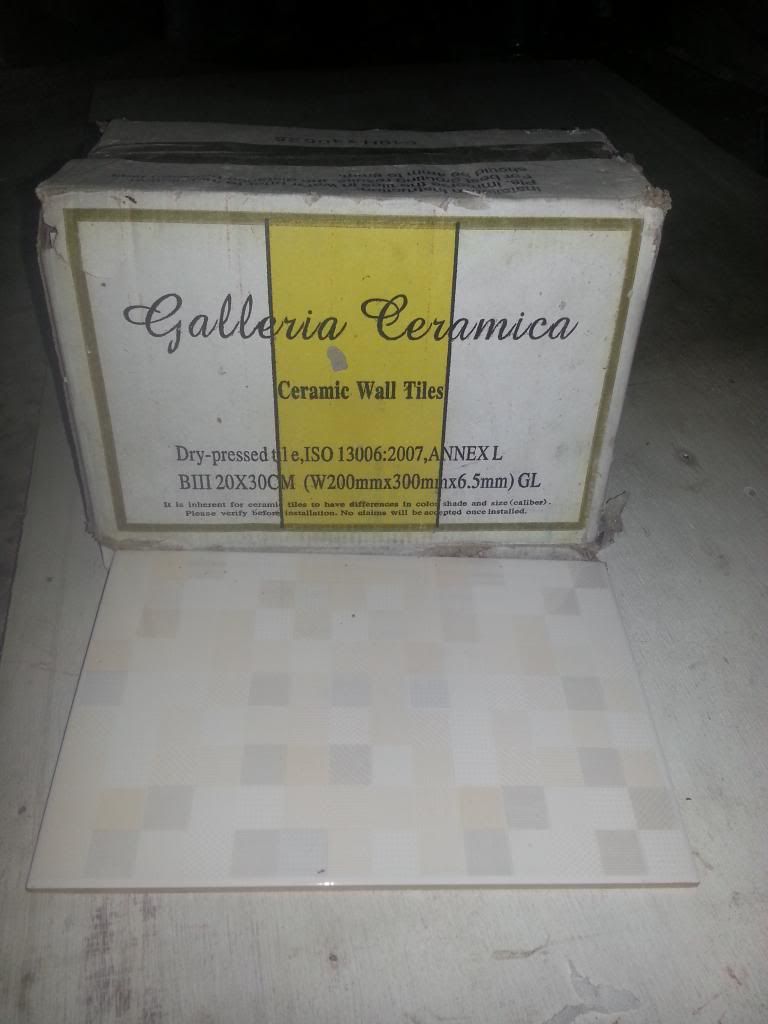 Galleria Ceramica
Ceramic Wall Tiles
Dry-pressed tile,ISO 13006:2007,ANNEX L
BIII 20X30CM (W200mmx300mmx6.5mm) GL
It is inherent for ceramic tiles to have differences in color shade and size (caliber).
Please verify before installation. No claims will be accepted once installed.